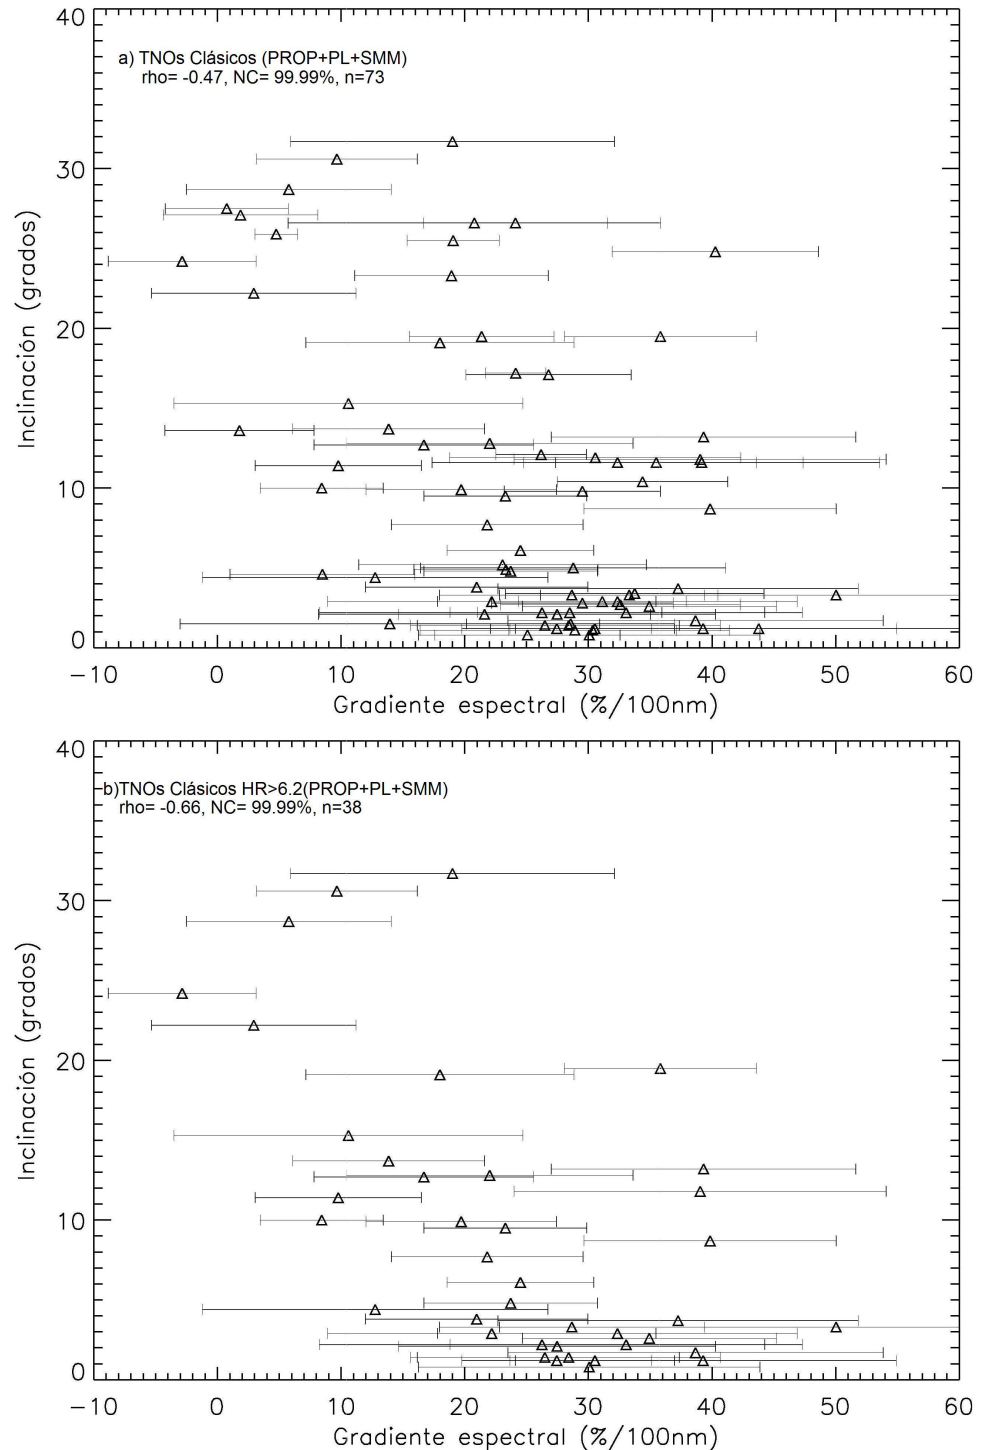 40
a) TNOs Clásicos (PROP+PL+SMM)
rho= -0.47, NC= 99.99%, n=73
30
20
10
0
Inclinación (grados)
-10 0 10 20 30 40 50 60
Gradiente espectral (%/100nm)
40
b)TNOs Clásicos HR>6.2(PROP+PL+SMM)
rho= -0.66, NC= 99.99%, n=38
30
20
10
0
Inclinación (grados)
-10 0 10 20 30 40 50 60
Gradiente espectral (%/100nm)